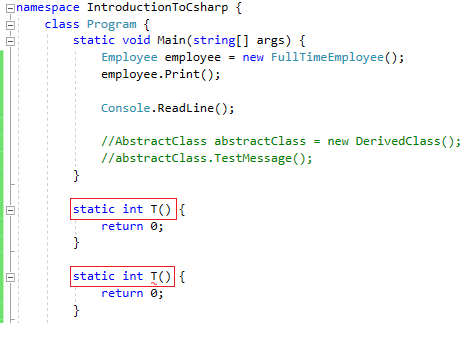 namespace IntroductionToCsharp {
class Program {
static void Main(string[] args) {
Employee employee = new FullTimeEmployee();
employee.Print();
Console.ReadLine();
//AbstractClass abstractClass = new DerivedClass();
//abstractClass.TestMessage();
}
static int T() {
return 0;
}
static int T() {
return 0;
}